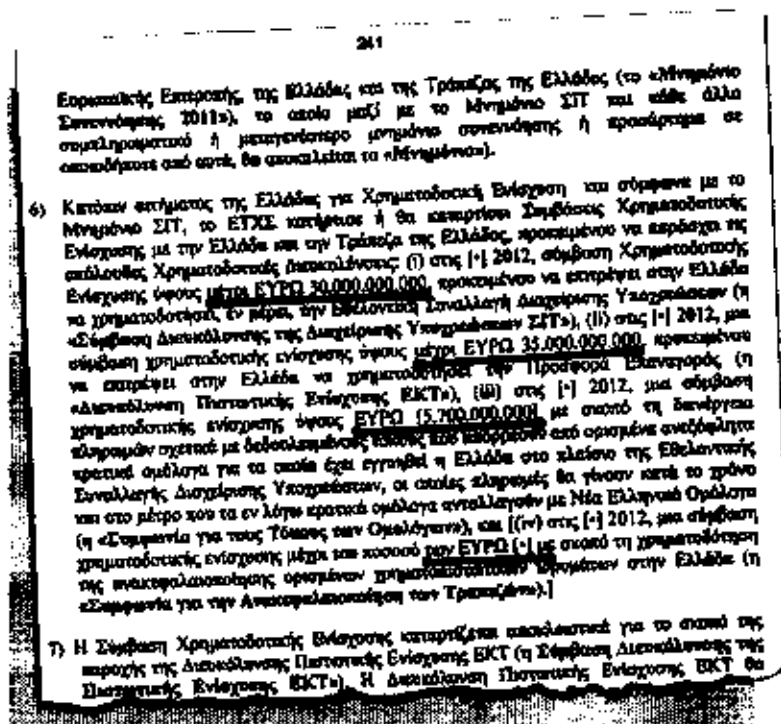 241
Ευρωπαϊκής Επιτροπής, της Ελλάδας και της Τράπεζας της Ελλάδος (το «Μνημόνιο
Συνεννόησης 2011»), το οποίο μαζί με το Μνημόνιο ΣΙΤ και κάθε άλλο
συμπληρωματικό ή μεταγενέστερο μνημόνιο συνεννόησης ή προσάρτημα σε
οποιοδήποτε από αυτά, θα αποκαλείται τα «Μνημόνια»).
6) Κατόπιν αιτήματος της Ελλάδας για Χρηματοδοτική Ενίσχυση και σύμφωνα με το
Μνημόνιο ΣΙΤ, το ΕΤΧΣ κατήρτισε ή θα καταρτίσει Συμβάσεις Χρηματοδοτικής
Ενίσχυσης με την Ελλάδα και την Τράπεζα της Ελλάδος, προκειμένου να παράσχει τις
ακόλουθες Χρηματοδοτικές Διευκολύνσεις: (i) στις [•] 2012, σύμβαση Χρηματοδοτικής
Ενίσχυσης ύψους μέχρι ΕΥΡΩ 30.000.000.000, προκειμένου να επιτρέψει στην Ελλάδα
να χρηματοδοτήσει, εν μέρει, την Εθελοντική Συναλλαγή Διαχείρισης Υποχρεώσεων (η
«Σύμβαση Διευκόλυνσης της Διαχείρισης Υποχρεώσεων ΣΙΤ»), (ii) στις [•] 2012, μια
σύμβαση χρηματοδοτικής ενίσχυσης ύψους μέχρι ΕΥΡΩ 35.000.000.000, προκειμένου
να επιτρέψει στην Ελλάδα να χρηματοδοτήσει την Προσφορά Επαναγοράς (η
«Διευκόλυνση Πιστωτικής Ενίσχυσης ΕΚΤ»), (iii) στις [•] 2012, μια σύμβαση
χρηματοδοτικής ενίσχυσης ύψους ΕΥΡΩ [5.700.000.000], με σκοπό τη διενέργεια
πληρωμών σχετικά με δεδουλευμένους τόκους που απορρέουν από ορισμένα ανεξόφλητα
κρατικά ομόλογα για τα οποία έχει εγγυηθεί η Ελλάδα στο πλαίσιο της Εθελοντικής
Συναλλαγής Διαχείρισης Υποχρεώσεων, οι οποίες πληρωμές θα γίνουν κατά το χρόνο
και στο μέτρο που τα εν λόγω κρατικά ομόλογα ανταλλαγούν με Νέα Ελληνικά Ομόλογα
(η «Συμφωνία για τους Τόκους των Ομολόγων»), και [(iv) στις [•] 2012, μια σύμβαση
χρηματοδοτικής ενίσχυσης μέχρι του ποσού των ΕΥΡΩ [•] με σκοπό τη χρηματοδότηση
της ανακεφαλαιοποίησης ορισμένων χρηματοπιστωτικών ιδρυμάτων στην Ελλάδα (η
«Συμφωνία για την Ανακεφαλαιοποίηση των Τραπεζών»).]
7) Η Σύμβαση Χρηματοδοτικής Ενίσχυσης καταρτίζεται αποκλειστικά για το σκοπό της
παροχής της Διευκόλυνσης Πιστωτικής Ενίσχυσης ΕΚΤ (η Σύμβαση Διευκόλυνσης της
Πιστωτικής Ενίσχυσης ΕΚΤ»). Η Διευκόλυνση Πιστωτικής Ενίσχυσης ΕΚΤ θα